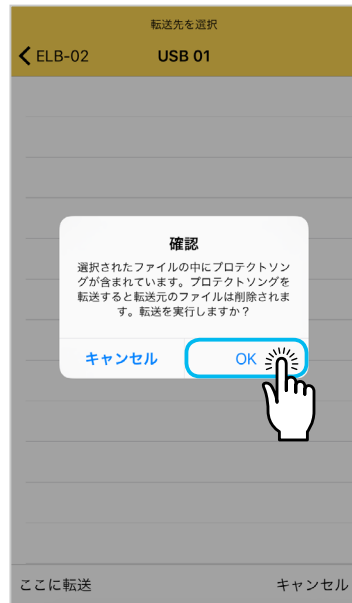 転送先を選択
ELB-02 USB 01
確認
選択されたファイルの中にプロテクトソン
グが含まれています。プロテクトソングを
転送すると転送元のファイルは削除されま
す。転送を実行しますか？
キャンセル OK
ここに転送 キャンセル